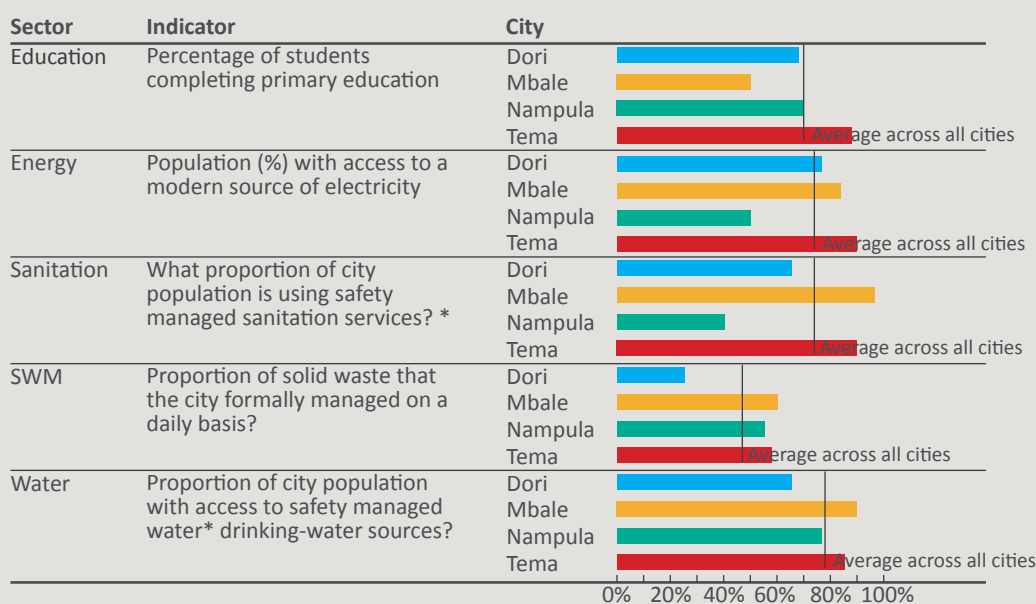 Sector Indicator City
Education Percentage of students Dori
completing primary education Mbale
Nampula
Tema Average across all cities
Energy Population (%) with access to a Dori
modern source of electricity Mbale
Nampula
Tema Average across all cities
Sanitation What proportion of city Dori
population is using safety Mbale
managed sanitation services? * Nampula
Tema Average across all cities
SWM Proportion of solid waste that Dori
the city formally managed on a Mbale
daily basis? Nampula
Tema Average across all cities
Water Proportion of city population Dori
with access to safety managed Mbale
water* drinking-water sources? Nampula
Tema Average across all cities
0% 20% 40% 60% 80% 100%